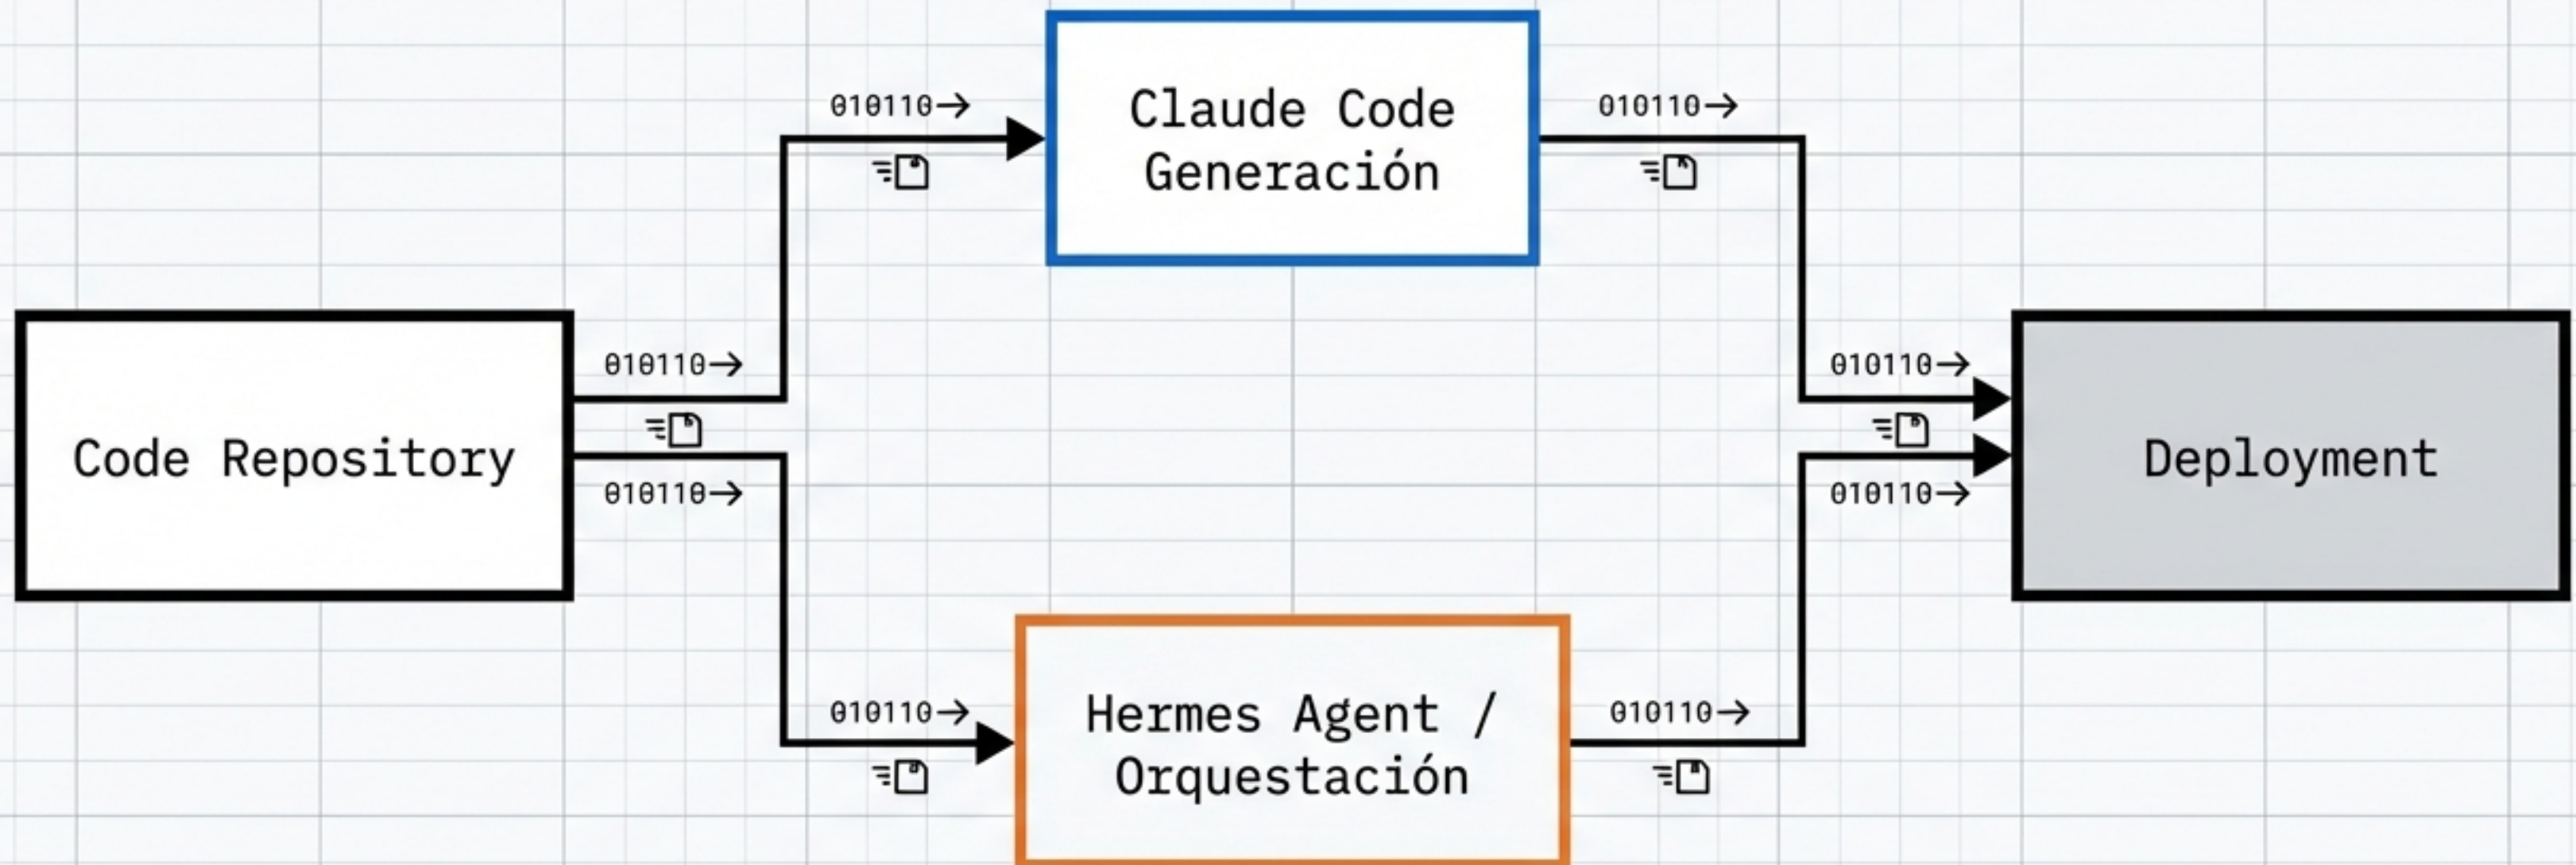 010110→
Claude Code
Generación
010110→
010110→
Code Repository
010110→
010110→
Deployment
010110→
010110→
Hermes Agent /
Orquestación
010110→